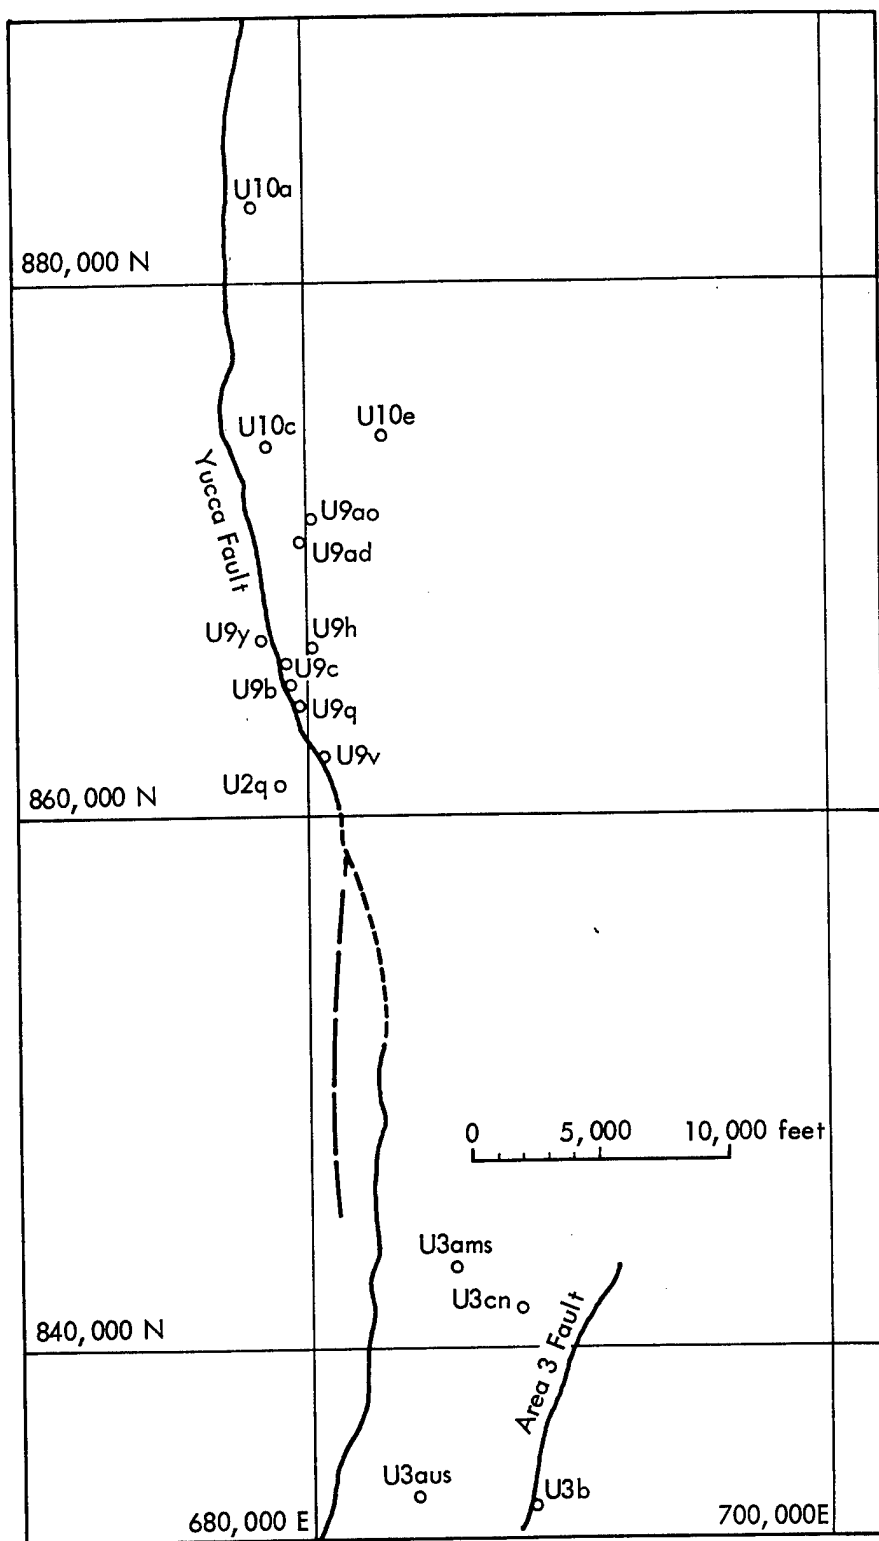 U10a
880,000 N
U10c
U10e
Yucca Fault
U9ao
U9ad
U9y
U9h
U9c
U9b
U9q
U9v
U2q
860,000 N
0 5,000 10,000 feet
U3ams
U3cn
840,000 N
Area 3 Fault
U3aus
U3b
680,000 E
700,000E